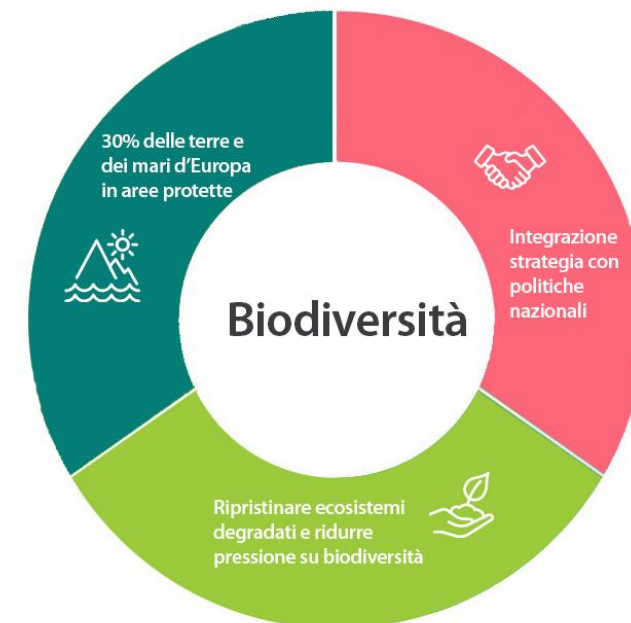 30% delle terre e
dei mari d'Europa
in aree protette
Integrazione
strategia con
politiche
nazionali
Biodiversità
Ripristinare ecosistemi
degradati e ridurre
pressione su biodiversità